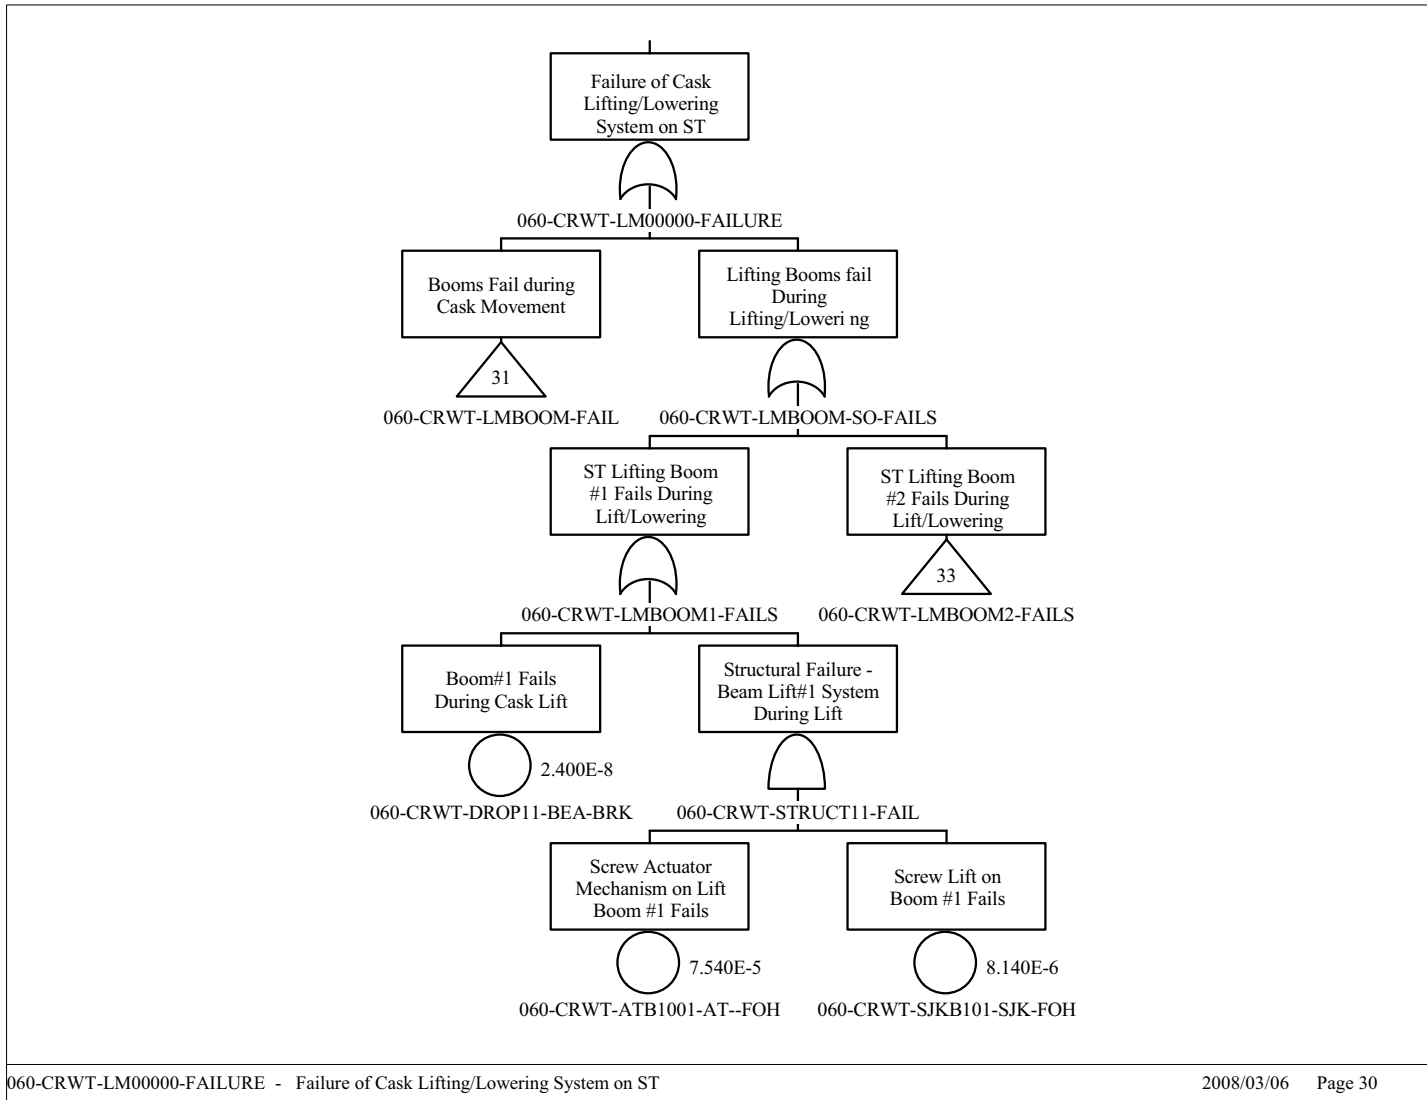 Failure of Cask
Lifting/Lowering
System on ST
060-CRWT-LM00000-FAILURE
Booms Fail during
Cask Movement
31
060-CRWT-LMBOOM-FAIL
Lifting Booms fail
During
Lifting/Loweri ng
060-CRWT-LMBOOM-SO-FAILS
ST Lifting Boom
#1 Fails During
Lift/Lowering
060-CRWT-LMBOOM1-FAILS
ST Lifting Boom
#2 Fails During
Lift/Lowering
33
060-CRWT-LMBOOM2-FAILS
Boom#1 Fails
During Cask Lift
2.400E-8
060-CRWT-DROP11-BEA-BRK
Structural Failure -
Beam Lift#1 System
During Lift
060-CRWT-STRUCT11-FAIL
Screw Actuator
Mechanism on Lift
Boom #1 Fails
7.540E-5
060-CRWT-ATB1001-AT--FOH
Screw Lift on
Boom #1 Fails
8.140E-6
060-CRWT-SJKB101-SJK-FOH
060-CRWT-LM00000-FAILURE - Failure of Cask Lifting/Lowering System on ST
2008/03/06 Page 30